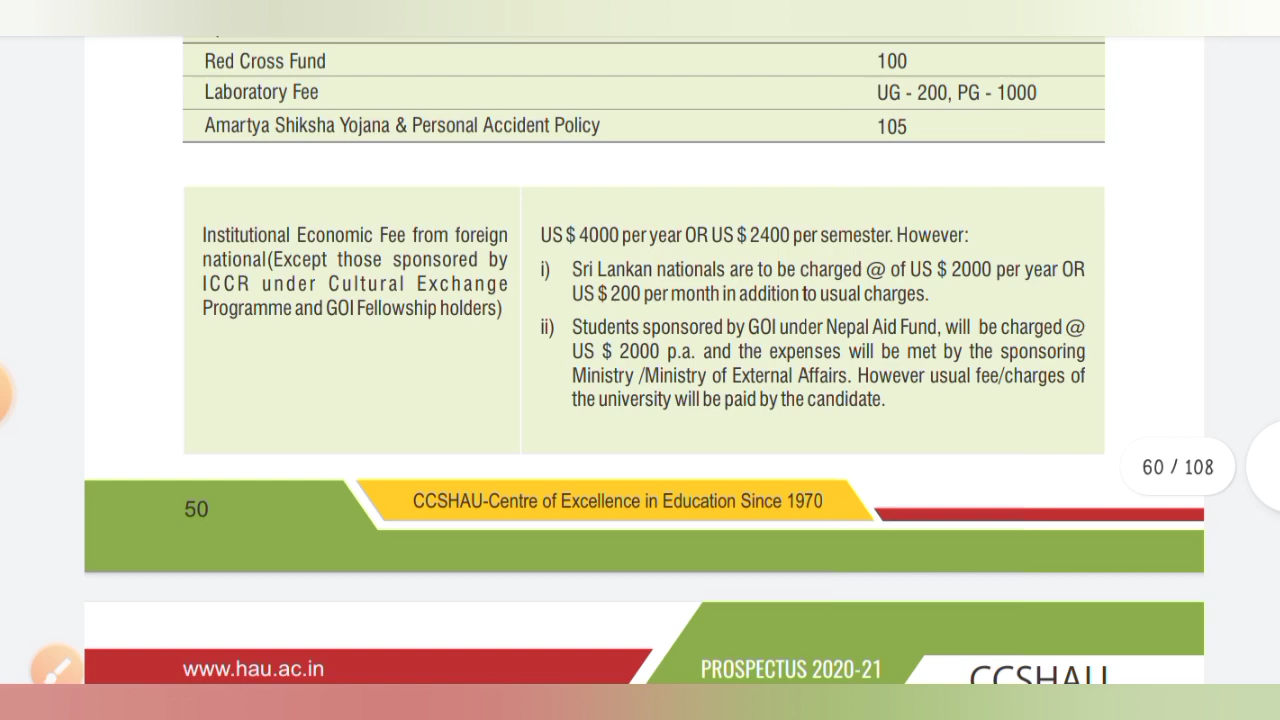 Red Cross Fund 100
Laboratory Fee UG - 200, PG - 1000
Amartya Shiksha Yojana & Personal Accident Policy 105
Institutional Economic Fee from foreign
national(Except those sponsored by
ICCR under Cultural Exchange
Programme and GOI Fellowship holders)
US $ 4000 per year OR US $ 2400 per semester. However:
i) Sri Lankan nationals are to be charged @ of US $ 2000 per year OR
US $ 200 per month in addition to usual charges.
ii) Students sponsored by GOI under Nepal Aid Fund, will be charged @
US $ 2000 p.a. and the expenses will be met by the sponsoring
Ministry /Ministry of External Affairs. However usual fee/charges of
the university will be paid by the candidate.
60 / 108
50
CCSHAU-Centre of Excellence in Education Since 1970
www.hau.ac.in
PROSPECTUS 2020-21
CCSHAU